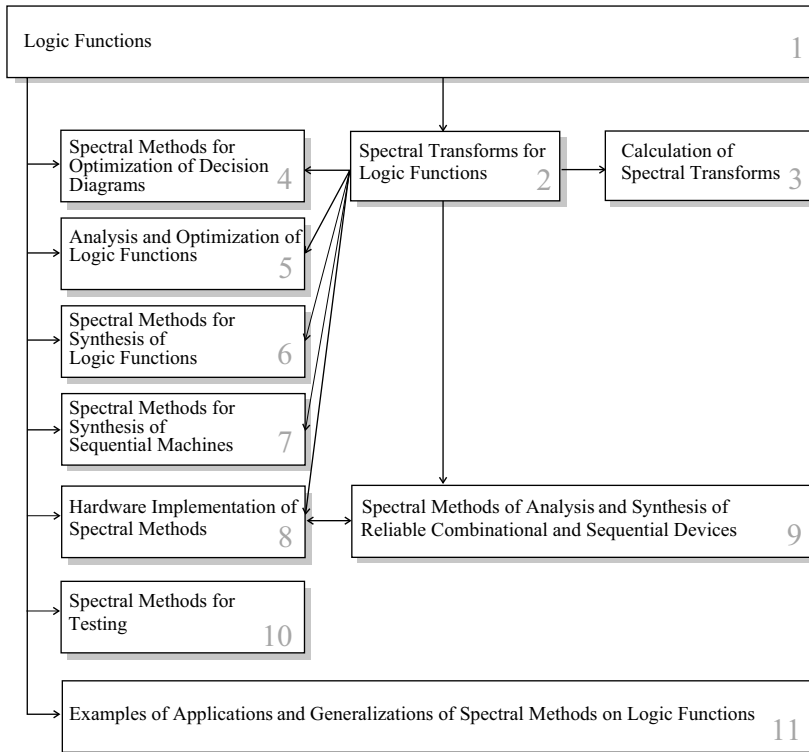 Logic Functions
1
Spectral Methods for
Optimization of Decision
Diagrams
4
Spectral Transforms for
Logic Functions
2
Calculation of
Spectral Transforms
3
Analysis and Optimization of
Logic Functions
5
Spectral Methods for
Synthesis of
Logic Functions
6
Spectral Methods for
Synthesis of
Sequential Machines
7
Hardware Implementation of
Spectral Methods
8
Spectral Methods of Analysis and Synthesis of
Reliable Combinational and Sequential Devices
9
Spectral Methods for
Testing
10
Examples of Applications and Generalizations of Spectral Methods on Logic Functions
11